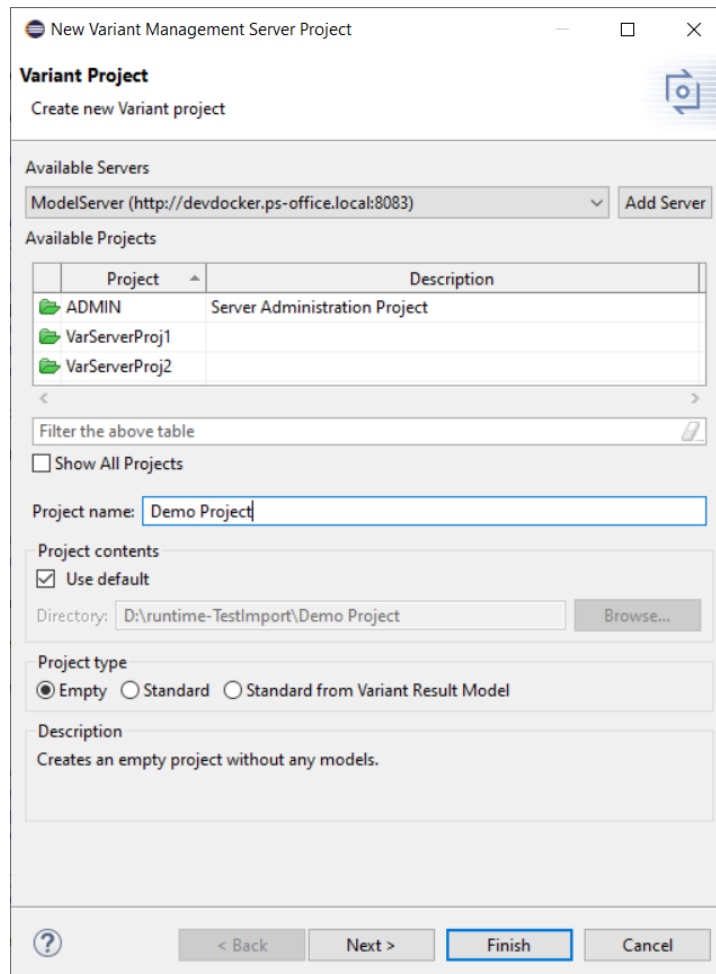 New Variant Management Server Project
Variant Project
Create new Variant project
Available Servers
ModelServer (http://devdocker.ps-office.local:8083)
Add Server
Available Projects
Project Description
ADMIN Server Administration Project
VarServerProj1
VarServerProj2
Filter the above table
Show All Projects
Project name: Demo Project
Project contents
Use default
Directory: D:\runtime-TestImport\Demo Project Browse...
Project type
Empty Standard Standard from Variant Result Model
Description
Creates an empty project without any models.
? < Back Next > Finish Cancel